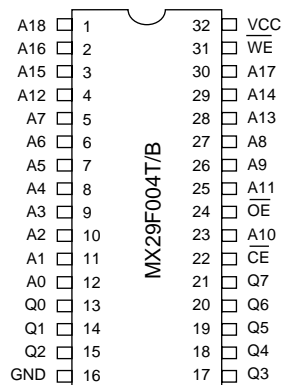 A18 1 32 VCC
A16 2 31 WE
A15 3 30 A17
A12 4 29 A14
A7 5 28 A13
A6 6 27 A8
A5 7 26 A9
A4 8 25 A11
A3 9 24 OE
A2 10 23 A10
A1 11 22 CE
A0 12 21 Q7
Q0 13 20 Q6
Q1 14 19 Q5
Q2 15 18 Q4
GND 16 17 Q3
MX29F004T/B